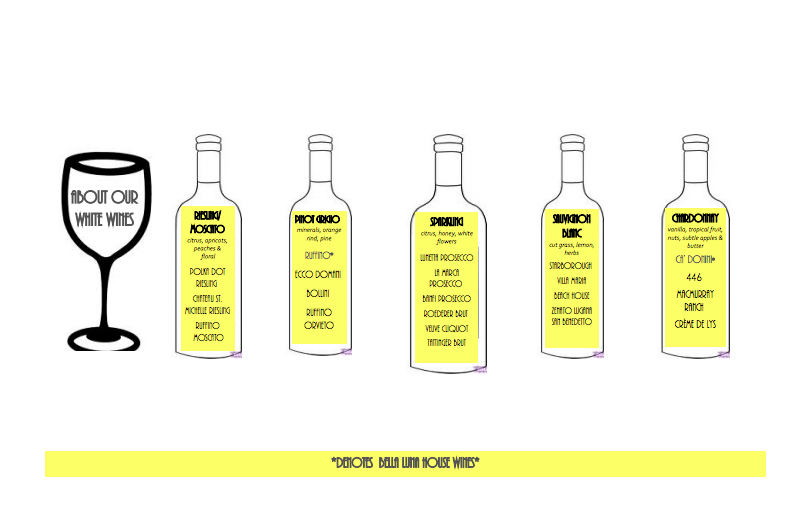 ABOUT OUR
WHITE WINES
RIESLING/
MOSCATO
citrus, apricots,
peaches &
floral
POLKA DOT
RIESLING
CHATEAU ST.
MICHELLE RIESLING
RUFFINO
MOSCATO
PINOT GRIGIO
minerals, orange
rind, pine
RUFFINO*
ECCO DOMANI
BOLLINI
RUFFINO
ORVIETO
SPARKLING
citrus, honey, white
flowers
LUNETTA PROSECCO
LA MARCA
PROSECCO
BANFI PROSECCO
ROEDERER BRUT
VEUVE CLICQUOT
TAITTINGER BRUT
SAUVIGNON
BLANC
cut grass, lemon,
herbs
STARBOROUGH
VILLA MARIA
BEACH HOUSE
ZENATO LUGANA
SAN BENEDETTO
CHARDONNAY
vanilla, tropical fruit,
nuts, subtle apples &
butter
CA' DONINI*
446
MACMURRAY
RANCH
CRÈME DE LYS
*DENOTES BELLA LUNA HOUSE WINES*